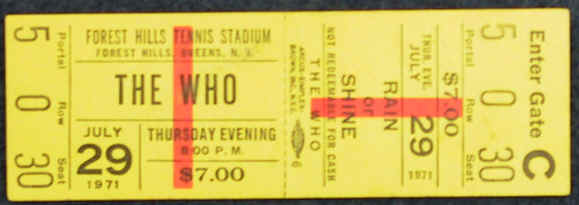 5 Portal
0 Row
30 Seat
FOREST HILLS TENNIS STADIUM
FOREST HILLS, QUEENS, N. Y.
THE WHO
JULY
29
1971
THURSDAY EVENING
8:00 P. M.
$7.00
THE WHO
NOT REDEEMABLE FOR CASH
SHINE
or
RAIN
THUR. EVE.
JULY
29
1971
$7.00
5 Portal
0 Row
30 Seat
Enter Gate
C